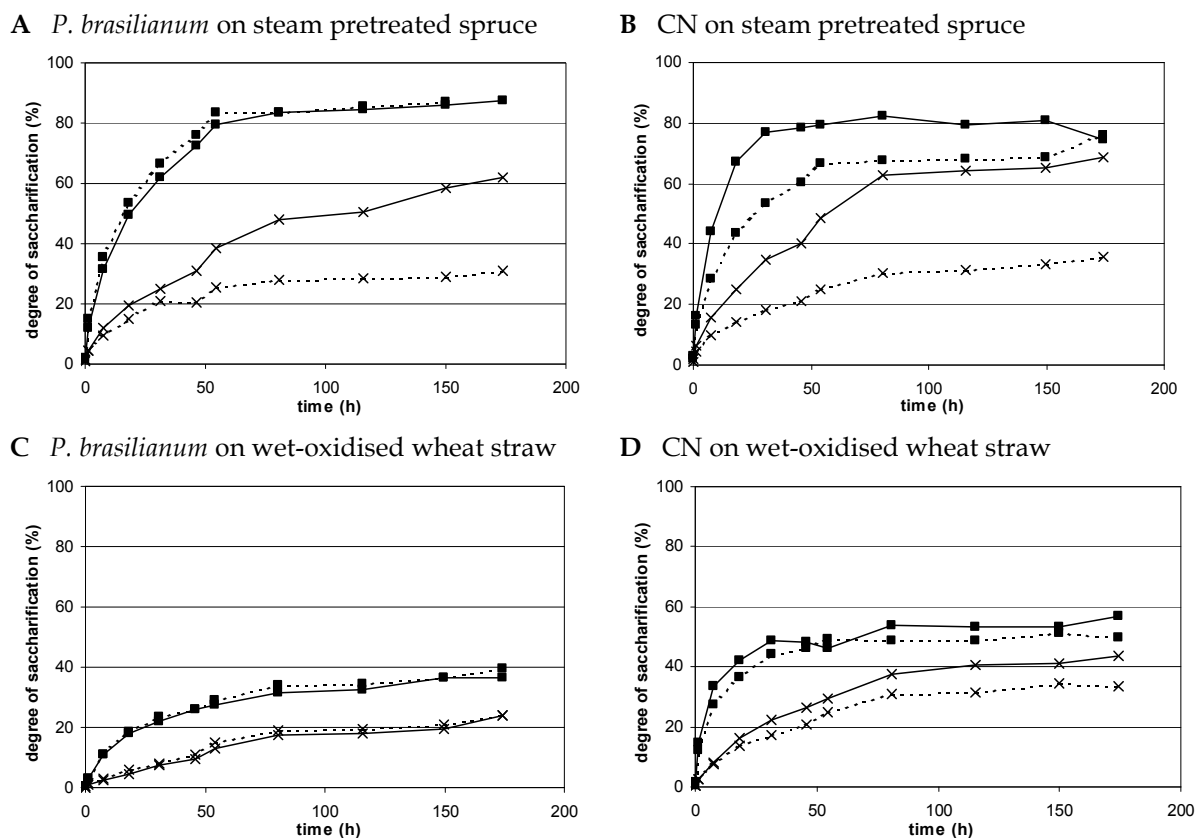 A P. brasilianum on steam pretreated spruce
degree of saccharification (%)
100
80
60
40
20
0
0 50 100 150 200
time (h)
B CN on steam pretreated spruce
degree of saccharification (%)
100
80
60
40
20
0
0 50 100 150 200
time (h)
C P. brasilianum on wet-oxidised wheat straw
degree of saccharification (%)
100
80
60
40
20
0
0 50 100 150 200
time (h)
D CN on wet-oxidised wheat straw
degree of saccharification (%)
100
80
60
40
20
0
0 50 100 150 200
time (h)